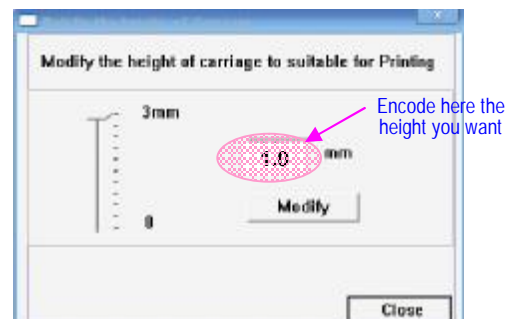 Modify the height of carriage to suitable for Printing
3mm
Encode here the
height you want
1.0 mm
Modify
0
Close